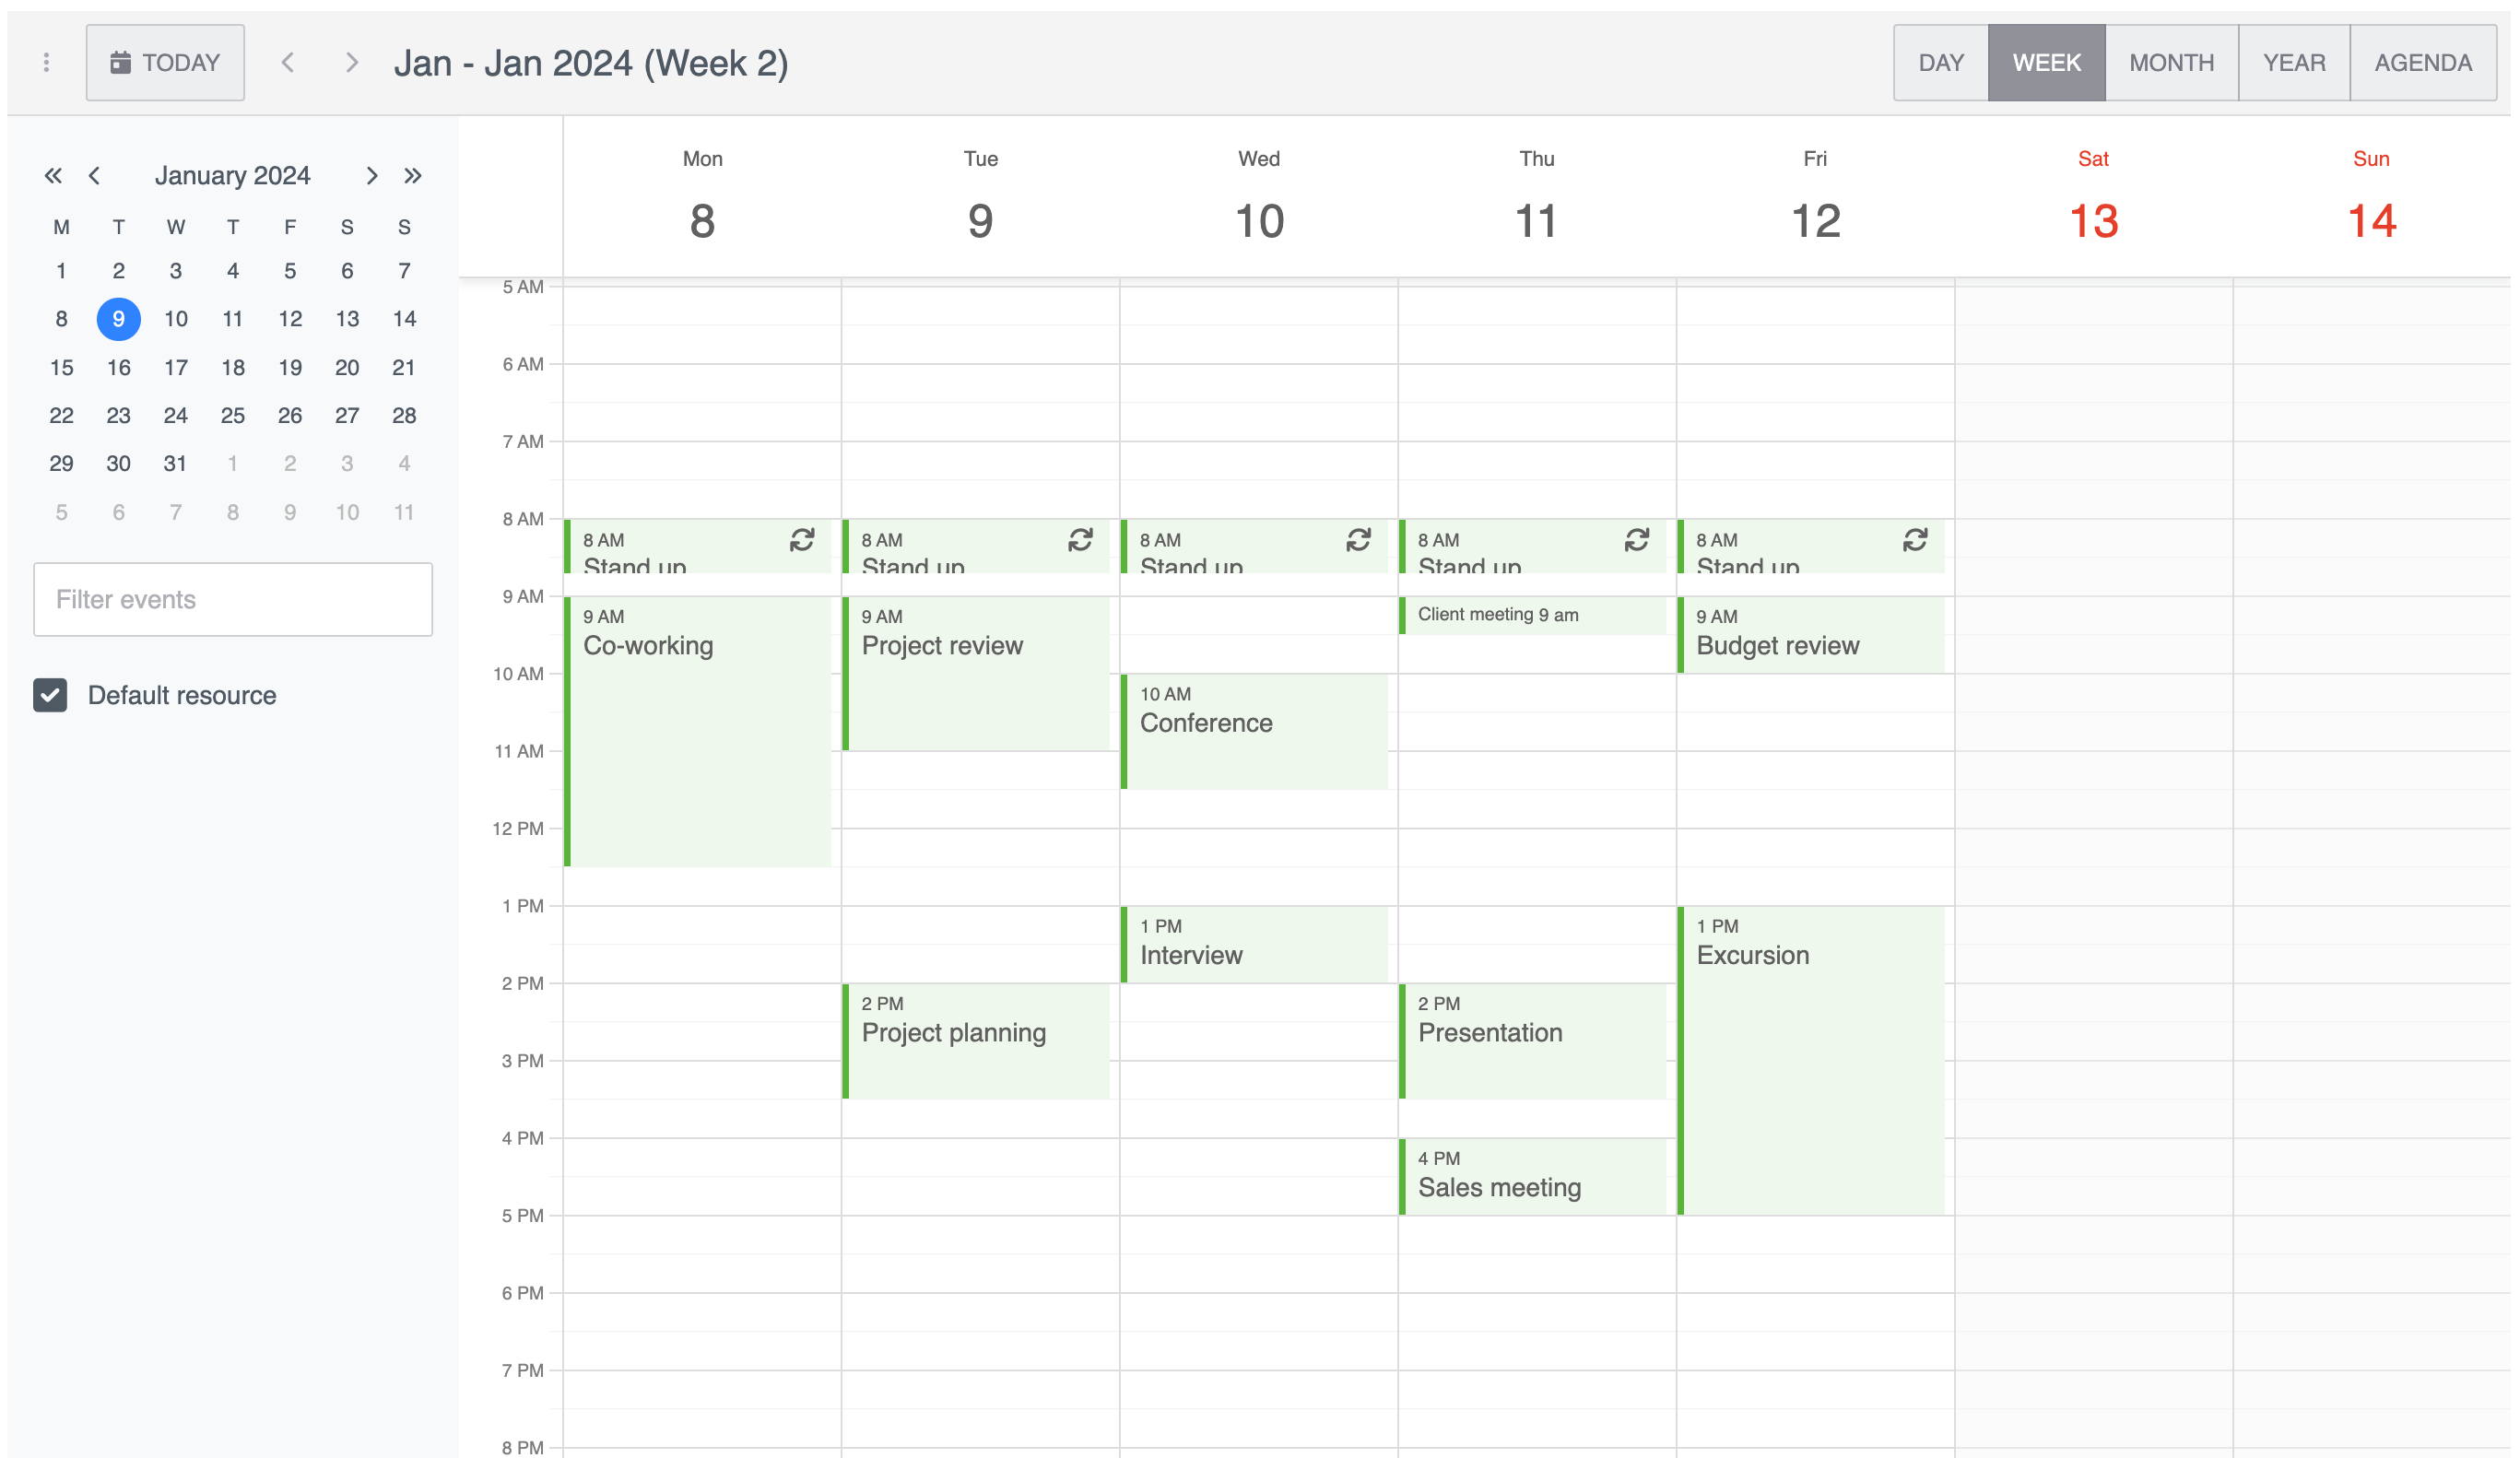 TODAY
Jan - Jan 2024 (Week 2)
DAY WEEK MONTH YEAR AGENDA
January 2024
M T W T F S S
1 2 3 4 5 6 7
8 9 10 11 12 13 14
15 16 17 18 19 20 21
22 23 24 25 26 27 28
29 30 31 1 2 3 4
5 6 7 8 9 10 11
Filter events
Default resource
Mon Tue Wed Thu Fri Sat Sun
8 9 10 11 12 13 14
5 AM
6 AM
7 AM
8 AM
9 AM
10 AM
11 AM
12 PM
1 PM
2 PM
3 PM
4 PM
5 PM
6 PM
7 PM
8 PM
8 AM
Stand up
9 AM
Co-working
8 AM
Stand up
9 AM
Project review
2 PM
Project planning
8 AM
Stand up
10 AM
Conference
1 PM
Interview
8 AM
Stand up
Client meeting 9 am
2 PM
Presentation
4 PM
Sales meeting
8 AM
Stand up
9 AM
Budget review
1 PM
Excursion